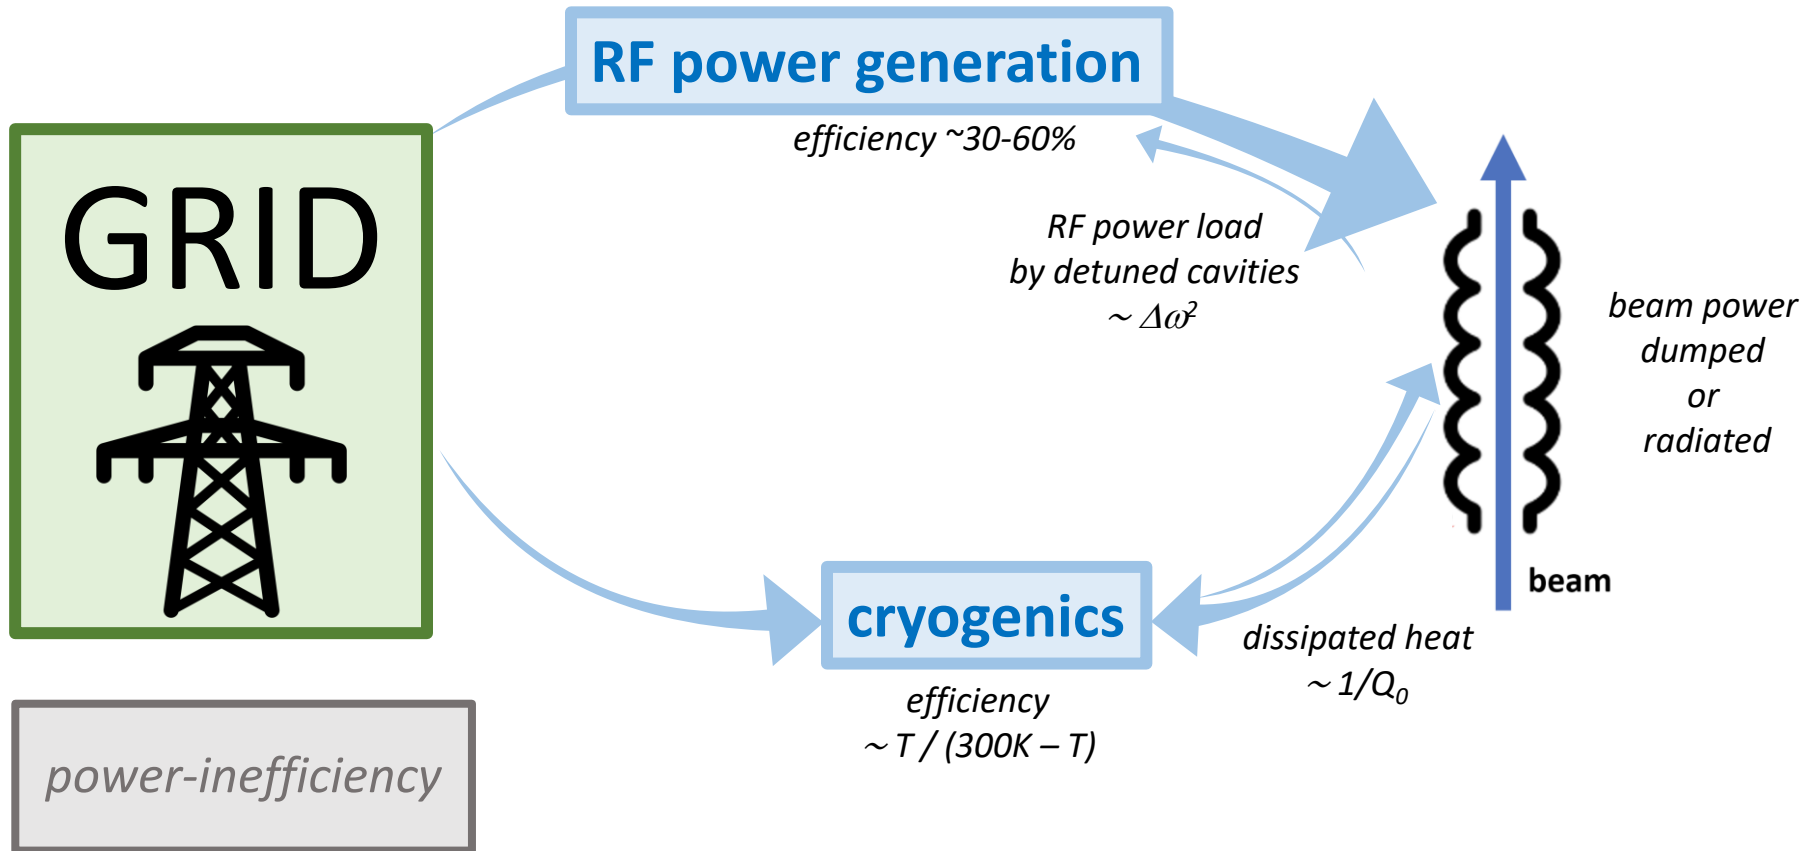 RF power generation
efficiency ~30-60%
GRID
RF power load
by detuned cavities
~ Δω²
beam power
dumped
or
radiated
beam
cryogenics
dissipated heat
~ 1/Q₀
efficiency
~ T / (300K – T)
power-inefficiency